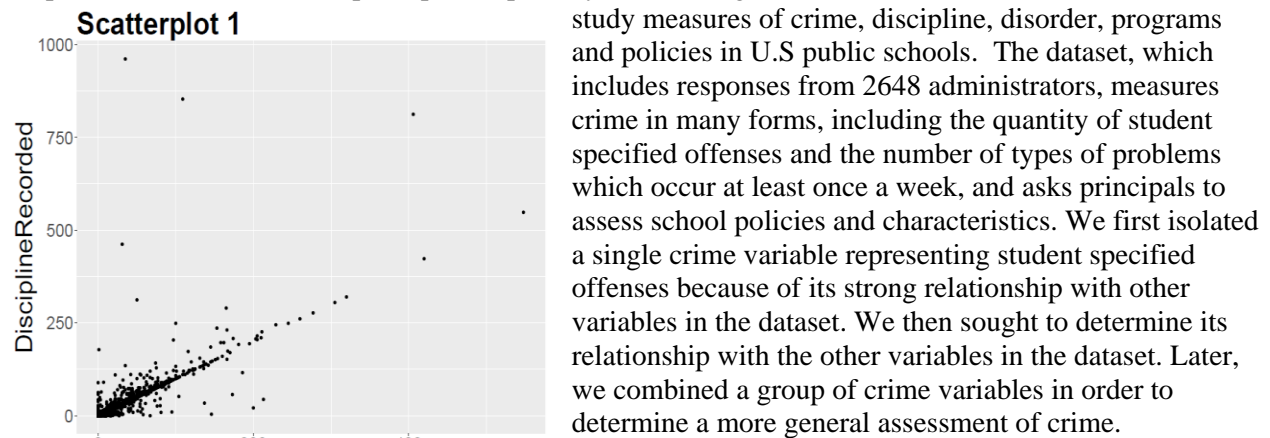 Scatterplot 1
1000
750
500
250
0
DisciplineRecorded
study measures of crime, discipline, disorder, programs
and policies in U.S public schools. The dataset, which
includes responses from 2648 administrators, measures
crime in many forms, including the quantity of student
specified offenses and the number of types of problems
which occur at least once a week, and asks principals to
assess school policies and characteristics. We first isolated
a single crime variable representing student specified
offenses because of its strong relationship with other
variables in the dataset. We then sought to determine its
relationship with the other variables in the dataset. Later,
we combined a group of crime variables in order to
determine a more general assessment of crime.